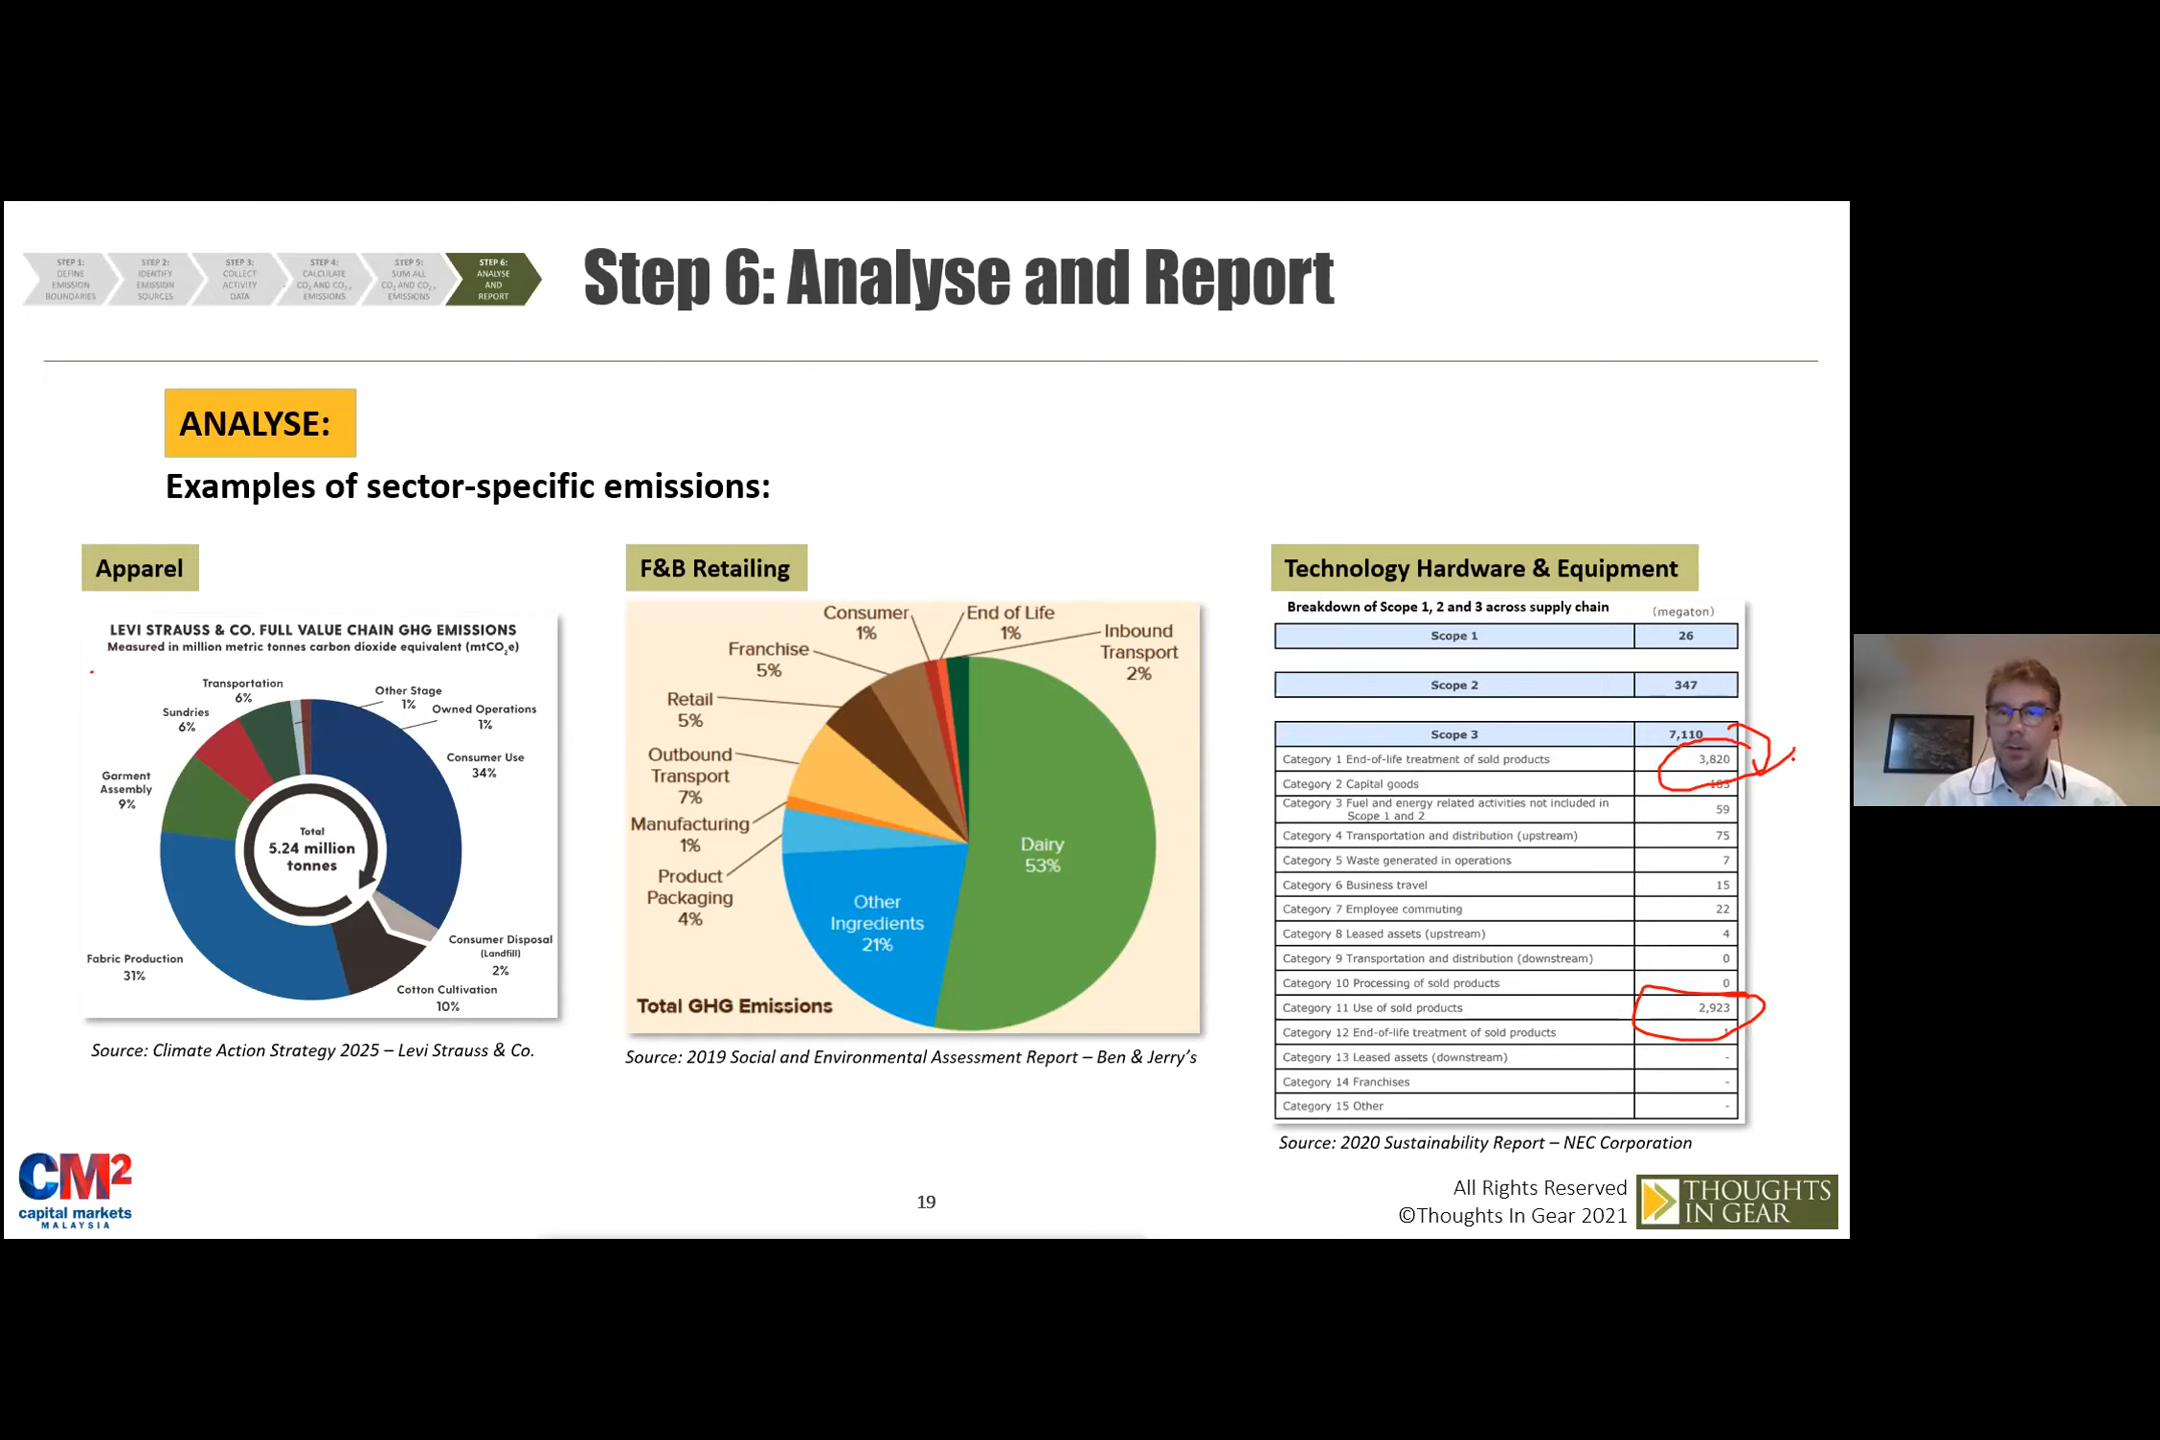 STEP 1:
DEFINE
EMISSION
BOUNDARIES
STEP 2:
IDENTIFY
EMISSION
SOURCES
STEP 3:
COLLECT
ACTIVITY
DATA
STEP 4:
CALCULATE
CO₂ AND CO₂ₑ
EMISSIONS
STEP 5:
SUM ALL
CO₂ AND CO₂ₑ
EMISSIONS
STEP 6:
ANALYSE
AND
REPORT
Step 6: Analyse and Report
ANALYSE:
Examples of sector-specific emissions:
Apparel
LEVI STRAUSS & CO. FULL VALUE CHAIN GHG EMISSIONS
Measured in million metric tonnes carbon dioxide equivalent (mtCO₂e)
Transportation
6%
Sundries
6%
Garment
Assembly
9%
Fabric Production
31%
Other Stage
1%
Owned Operations
1%
Consumer Use
34%
Consumer Disposal
(Landfill)
2%
Cotton Cultivation
10%
Total
5.24 million
tonnes
Source: Climate Action Strategy 2025 – Levi Strauss & Co.
F&B Retailing
Consumer
1%
End of Life
1%
Inbound
Transport
2%
Franchise
5%
Retail
5%
Outbound
Transport
7%
Manufacturing
1%
Product
Packaging
4%
Other
Ingredients
21%
Dairy
53%
Total GHG Emissions
Source: 2019 Social and Environmental Assessment Report – Ben & Jerry's
Technology Hardware & Equipment
Breakdown of Scope 1, 2 and 3 across supply chain (megaton)
Scope 1 26
Scope 2 347
Scope 3 7,110
Category 1 End-of-life treatment of sold products 3,820
Category 2 Capital goods
Category 3 Fuel and energy related activities not included in
Scope 1 and 2 59
Category 4 Transportation and distribution (upstream) 75
Category 5 Waste generated in operations 7
Category 6 Business travel 15
Category 7 Employee commuting 22
Category 8 Leased assets (upstream) 4
Category 9 Transportation and distribution (downstream) 0
Category 10 Processing of sold products 0
Category 11 Use of sold products 2,923
Category 12 End-of-life treatment of sold products 1
Category 13 Leased assets (downstream) -
Category 14 Franchises -
Category 15 Other -
Source: 2020 Sustainability Report – NEC Corporation
CM2
capital markets
MALAYSIA
19
All Rights Reserved
©Thoughts In Gear 2021
THOUGHTS
IN GEAR